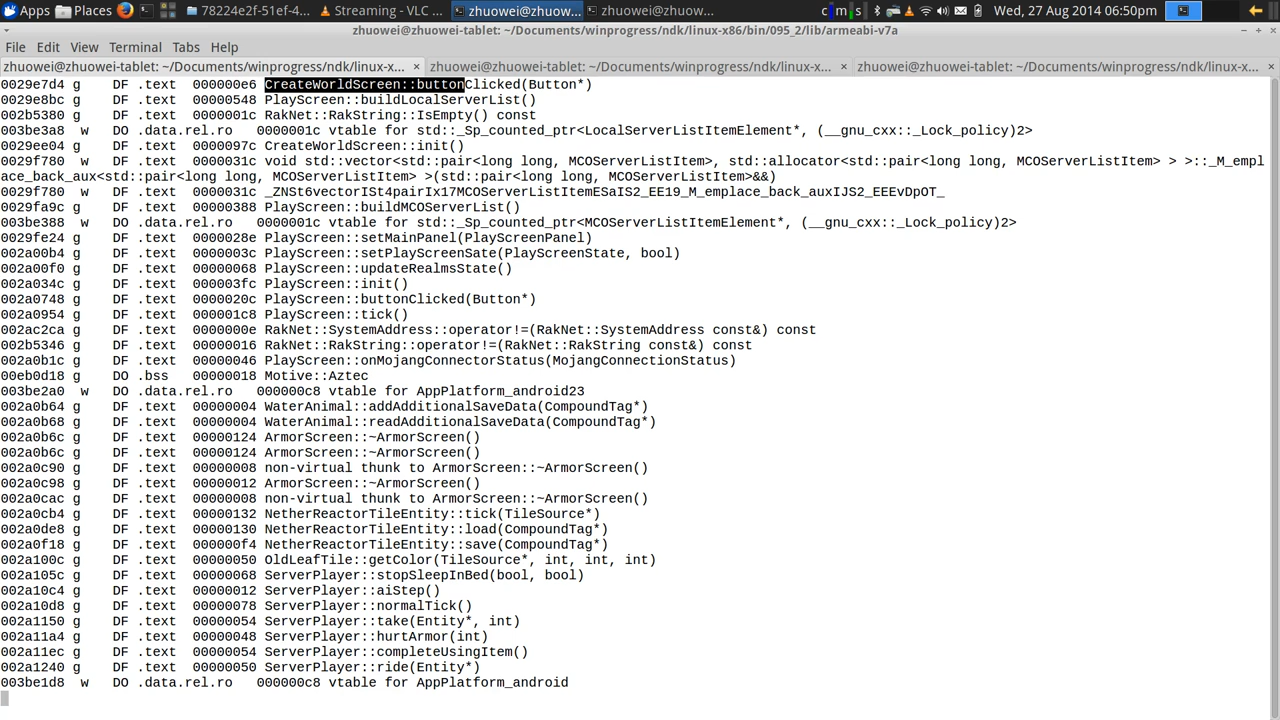 Apps Places 78224e2f-51ef-4... Streaming - VLC ... zhuowei@zhuow... zhuowei@zhuow... Wed, 27 Aug 2014 06:50pm
zhuowei@zhuowei-tablet: ~/Documents/winprogress/ndk/linux-x86/bin/095_2/lib/armeabi-v7a
File Edit View Terminal Tabs Help
zhuowei@zhuowei-tablet: ~/Documents/winprogress/ndk/linux-x... × zhuowei@zhuowei-tablet: ~/Documents/winprogress/ndk/linux-x86/... × zhuowei@zhuowei-tablet: ~/Documents/winprogress/ndk/linux-x86/... ×
0029e7d4 g    DF .text  000000e6 CreateWorldScreen::buttonClicked(Button*)
0029e8bc g    DF .text  00000548 PlayScreen::buildLocalServerList()
002b5380 g    DF .text  0000001c RakNet::RakString::IsEmpty() const
003be3a8  w   DO .data.rel.ro   0000001c vtable for std::_Sp_counted_ptr<LocalServerListItemElement*, (__gnu_cxx::_Lock_policy)2>
0029ee04 g    DF .text  0000097c CreateWorldScreen::init()
0029f780  w   DF .text  0000031c void std::vector<std::pair<long long, MCOServerListItem>, std::allocator<std::pair<long long, MCOServerListItem> > >::_M_empl
ace_back_aux<std::pair<long long, MCOServerListItem> >(std::pair<long long, MCOServerListItem>&&)
0029f780  w   DF .text  0000031c _ZNSt6vectorISt4pairIx17MCOServerListItemESaIS2_EE19_M_emplace_back_auxIJS2_EEEvDpOT_
0029fa9c g    DF .text  00000388 PlayScreen::buildMCOServerList()
003be388  w   DO .data.rel.ro   0000001c vtable for std::_Sp_counted_ptr<MCOServerListItemElement*, (__gnu_cxx::_Lock_policy)2>
0029fe24 g    DF .text  0000028e PlayScreen::setMainPanel(PlayScreenPanel)
002a00b4 g    DF .text  0000003c PlayScreen::setPlayScreenSate(PlayScreenState, bool)
002a00f0 g    DF .text  00000068 PlayScreen::updateRealmsState()
002a034c g    DF .text  000003fc PlayScreen::init()
002a0748 g    DF .text  0000020c PlayScreen::buttonClicked(Button*)
002a0954 g    DF .text  000001c8 PlayScreen::tick()
002ac2ca g    DF .text  0000000e RakNet::SystemAddress::operator!=(RakNet::SystemAddress const&) const
002b5346 g    DF .text  00000016 RakNet::RakString::operator!=(RakNet::RakString const&) const
002a0b1c g    DF .text  00000046 PlayScreen::onMojangConnectorStatus(MojangConnectionStatus)
00eb0d18 g    DO .bss   00000018 Motive::Aztec
003be2a0  w   DO .data.rel.ro   000000c8 vtable for AppPlatform_android23
002a0b64 g    DF .text  00000004 WaterAnimal::addAdditionalSaveData(CompoundTag*)
002a0b68 g    DF .text  00000004 WaterAnimal::readAdditionalSaveData(CompoundTag*)
002a0b6c g    DF .text  00000124 ArmorScreen::~ArmorScreen()
002a0b6c g    DF .text  00000124 ArmorScreen::~ArmorScreen()
002a0c90 g    DF .text  00000008 non-virtual thunk to ArmorScreen::~ArmorScreen()
002a0c98 g    DF .text  00000012 ArmorScreen::~ArmorScreen()
002a0cac g    DF .text  00000008 non-virtual thunk to ArmorScreen::~ArmorScreen()
002a0cb4 g    DF .text  00000132 NetherReactorTileEntity::tick(TileSource*)
002a0de8 g    DF .text  00000130 NetherReactorTileEntity::load(CompoundTag*)
002a0f18 g    DF .text  000000f4 NetherReactorTileEntity::save(CompoundTag*)
002a100c g    DF .text  00000050 OldLeafTile::getColor(TileSource*, int, int, int)
002a105c g    DF .text  00000068 ServerPlayer::stopSleepInBed(bool, bool)
002a10c4 g    DF .text  00000012 ServerPlayer::aiStep()
002a10d8 g    DF .text  00000078 ServerPlayer::normalTick()
002a1150 g    DF .text  00000054 ServerPlayer::take(Entity*, int)
002a11a4 g    DF .text  00000048 ServerPlayer::hurtArmor(int)
002a11ec g    DF .text  00000054 ServerPlayer::completeUsingItem()
002a1240 g    DF .text  00000050 ServerPlayer::ride(Entity*)
003be1d8  w   DO .data.rel.ro   000000c8 vtable for AppPlatform_android